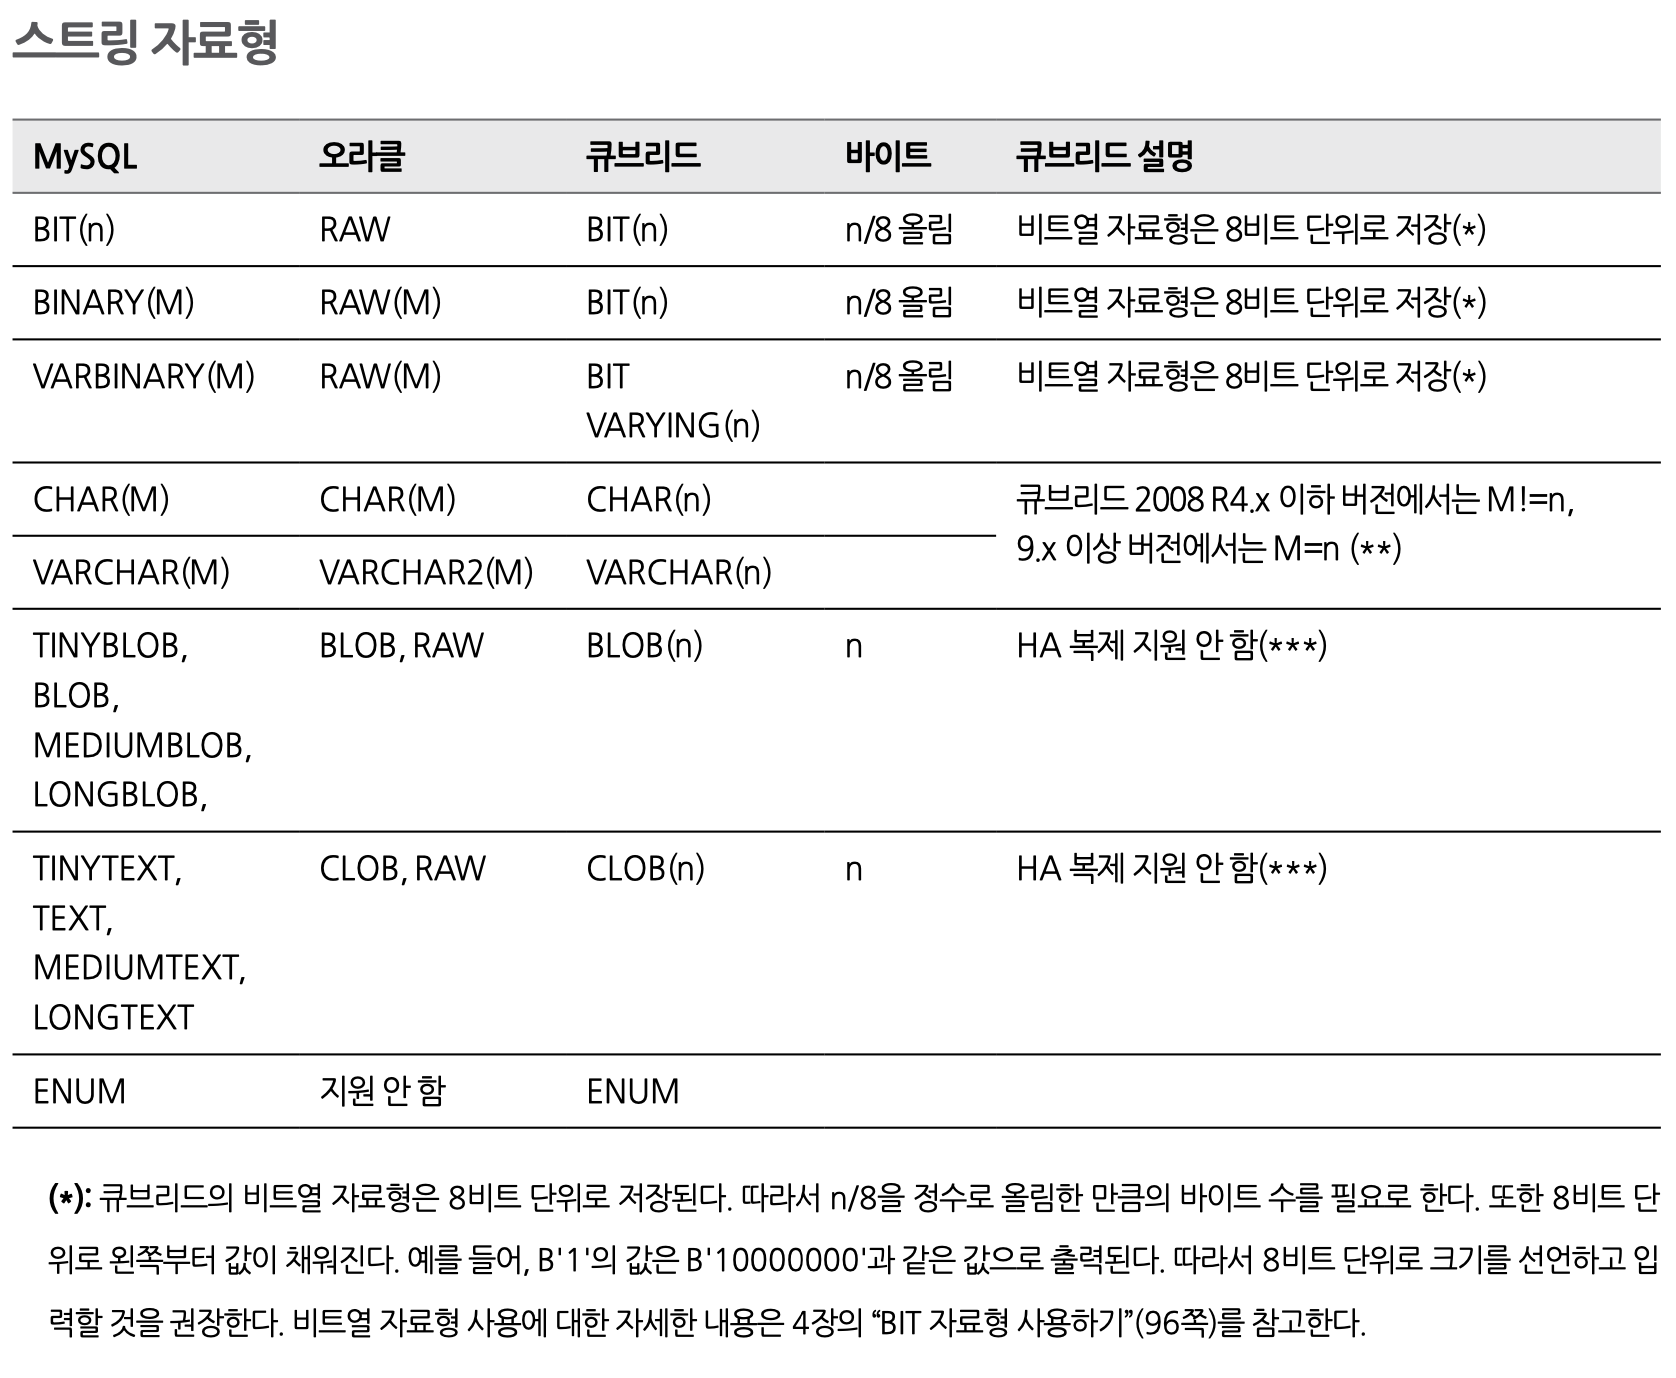 스트링 자료형
MySQL 오라클 큐브리드 바이트 큐브리드 설명
BIT(n) RAW BIT(n) n/8 올림 비트열 자료형은 8비트 단위로 저장(*)
BINARY(M) RAW(M) BIT(n) n/8 올림 비트열 자료형은 8비트 단위로 저장(*)
VARBINARY(M) RAW(M) BIT n/8 올림 비트열 자료형은 8비트 단위로 저장(*)
VARYING(n)
CHAR(M) CHAR(M) CHAR(n) 큐브리드 2008 R4.x 이하 버전에서는 M!=n,
9.x 이상 버전에서는 M=n (**)
VARCHAR(M) VARCHAR2(M) VARCHAR(n)
TINYBLOB, BLOB, RAW BLOB(n) n HA 복제 지원 안 함(***)
BLOB,
MEDIUMBLOB,
LONGBLOB,
TINYTEXT, CLOB, RAW CLOB(n) n HA 복제 지원 안 함(***)
TEXT,
MEDIUMTEXT,
LONGTEXT
ENUM 지원 안 함 ENUM
(*): 큐브리드의 비트열 자료형은 8비트 단위로 저장된다. 따라서 n/8을 정수로 올림한 만큼의 바이트 수를 필요로 한다. 또한 8비트 단
위로 왼쪽부터 값이 채워진다. 예를 들어, B'1'의 값은 B'10000000'과 같은 값으로 출력된다. 따라서 8비트 단위로 크기를 선언하고 입
력할 것을 권장한다. 비트열 자료형 사용에 대한 자세한 내용은 4장의 “BIT 자료형 사용하기”(96쪽)를 참고한다.